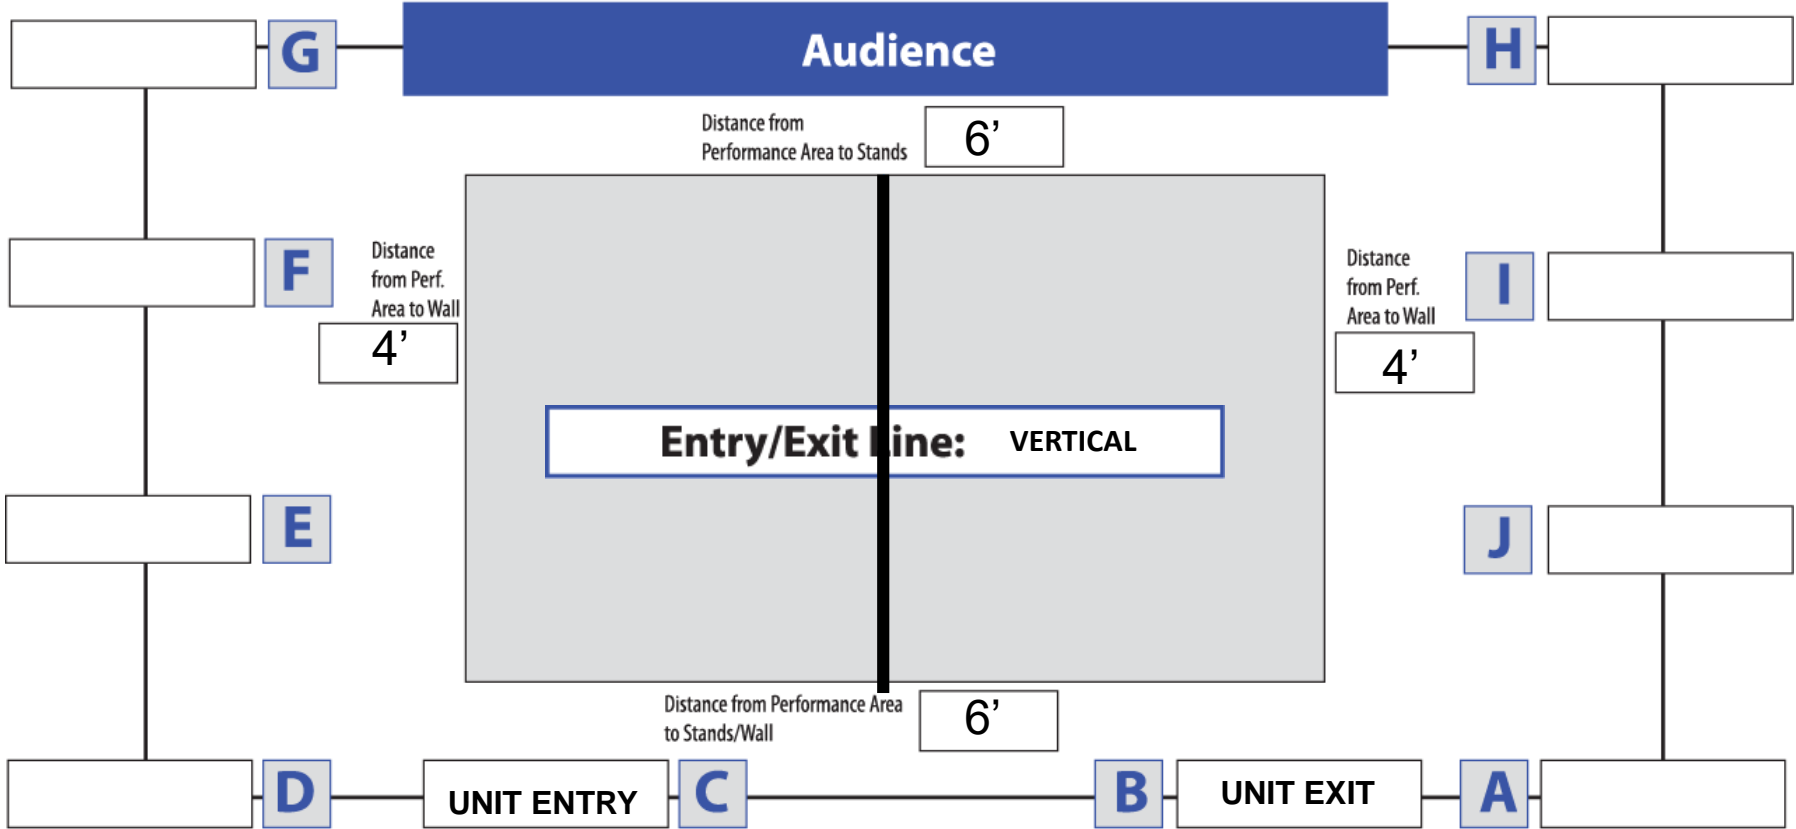 G
Audience
H
Distance from
Performance Area to Stands
6’
F
Distance
from Perf.
Area to Wall
4’
Distance
from Perf.
Area to Wall
4’
I
Entry/Exit Line: VERTICAL
E
J
Distance from Performance Area
to Stands/Wall
6’
D
UNIT ENTRY
C
B
UNIT EXIT
A